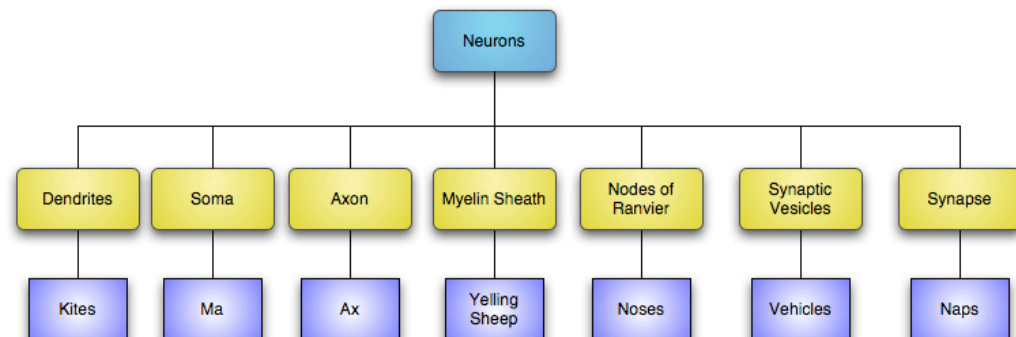 Neurons
Dendrites
Soma
Axon
Myelin Sheath
Nodes of
Ranvier
Synaptic
Vesicles
Synapse
Kites
Ma
Ax
Yelling
Sheep
Noses
Vehicles
Naps